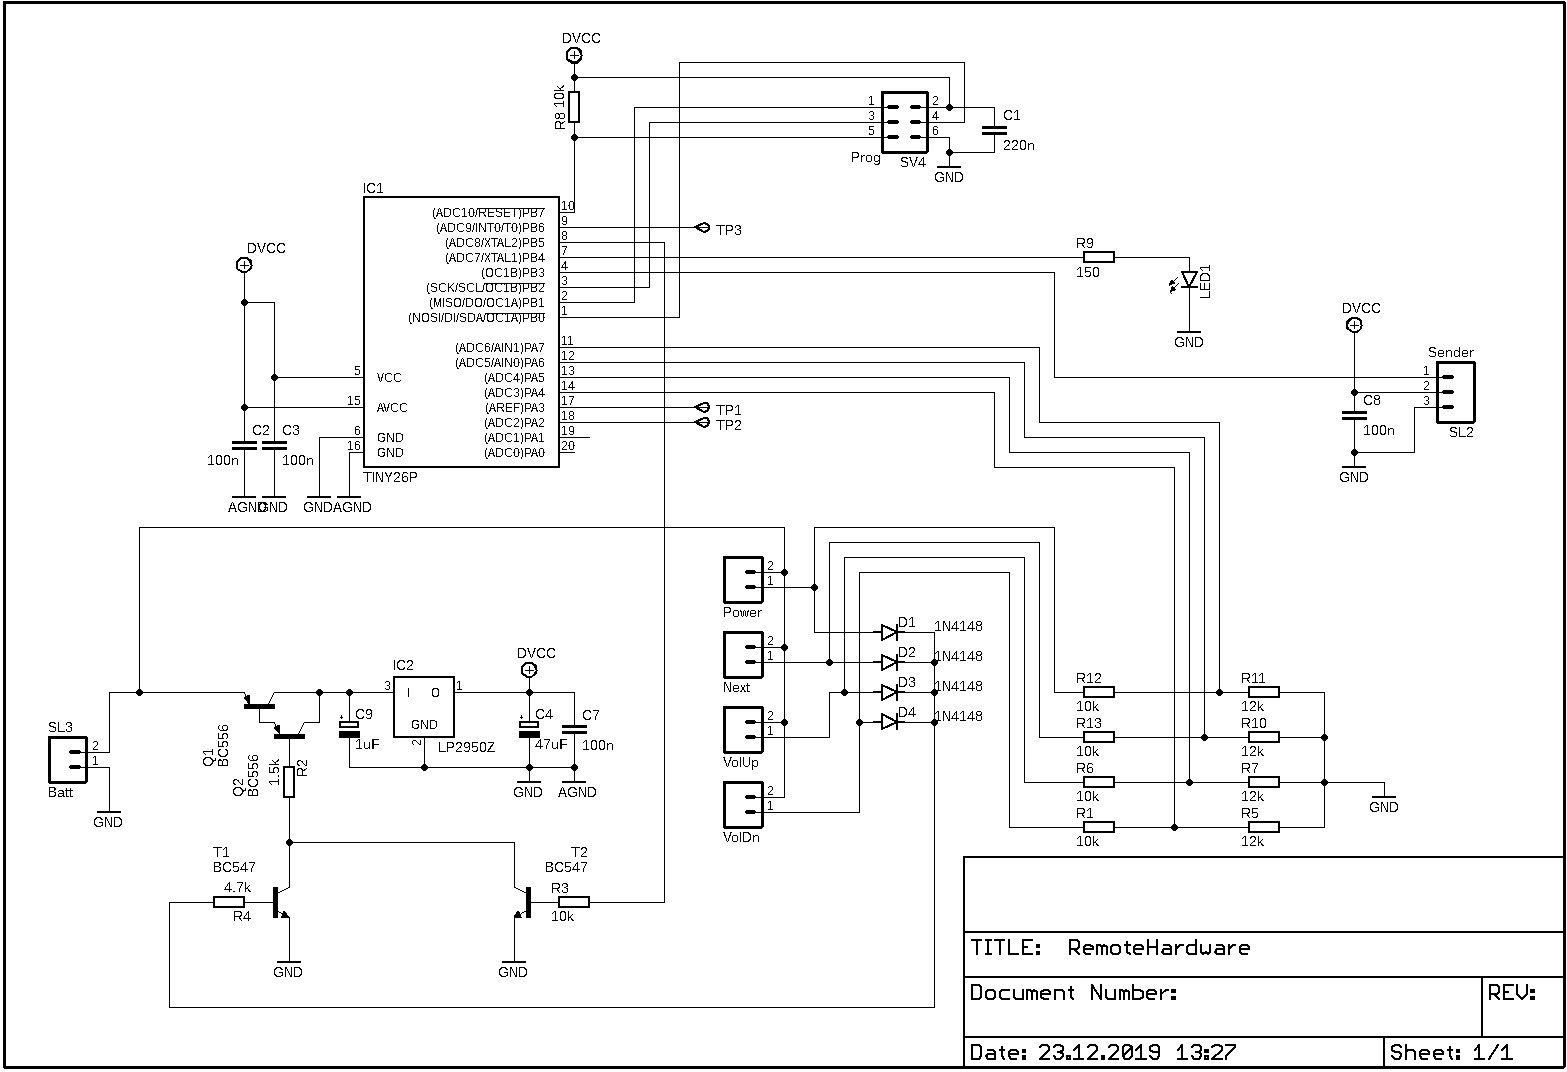 DVCC
R8 10k
1
3
5
2
4
6
C1
220n
Prog
SV4
GND
IC1
(ADC10/RESET)PB7
10
(ADC9/INT0/T0)PB6
9
TP3
(ADC8/XTAL2)PB5
8
(ADC7/XTAL1)PB4
7
(OC1B)PB3
4
(SCK/SCL/OC1B)PB2
3
(MISO/DO/OC1A)PB1
2
(NOSI/DI/SDA/OC1A)PB0
1
(ADC6/AIN1)PA7
11
(ADC5/AIN0)PA6
12
(ADC4)PA5
13
(ADC3)PA4
14
(AREF)PA3
17
TP1
(ADC2)PA2
18
TP2
(ADC1)PA1
19
(ADC0)PA0
20
5
VCC
15
AVCC
6
GND
16
GND
TINY26P
DVCC
C2
100n
C3
100n
AGND
GND
GND
AGND
R9
150
LED1
GND
DVCC
Sender
1
2
3
C8
100n
SL2
GND
SL3
2
1
Batt
GND
Q1
BC556
Q2
BC556
1.5k
R2
C9
1uF
IC2
3
I
O
1
GND
2
LP2950Z
DVCC
C4
47uF
C7
100n
GND
AGND
T1
BC547
4.7k
R4
GND
T2
BC547
R3
10k
GND
2
1
Power
2
1
Next
2
1
VolUp
2
1
VolDn
D1
1N4148
D2
1N4148
D3
1N4148
D4
1N4148
R12
10k
R11
12k
R13
10k
R10
12k
R6
10k
R7
12k
R1
10k
R5
12k
GND
TITLE: RemoteHardware
Document Number:
REV:
Date: 23.12.2019 13:27
Sheet: 1/1